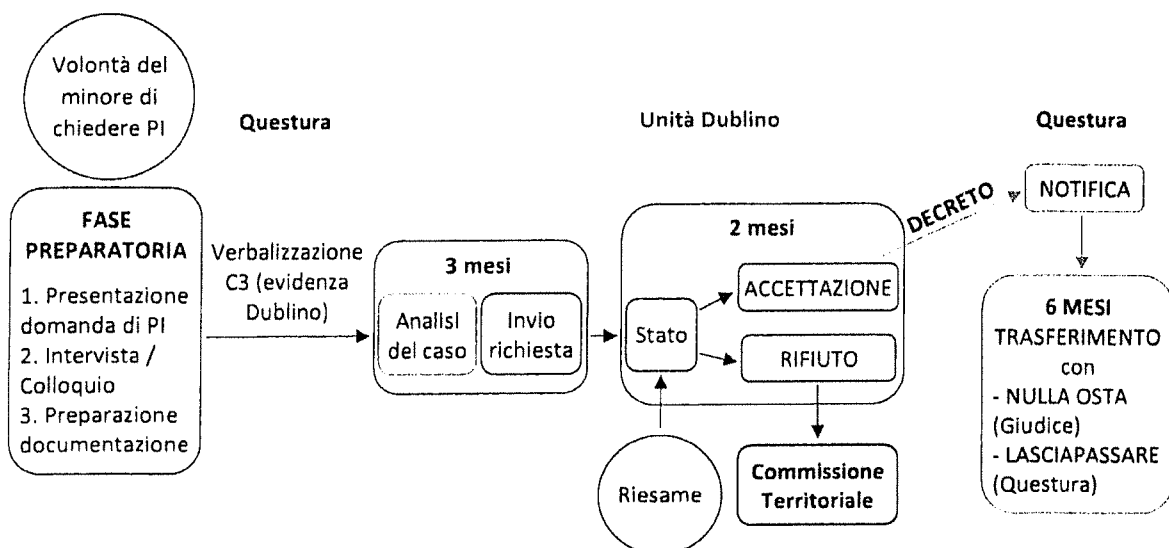 Volontà del
minore di
chiedere PI
Questura
Unità Dublino
Questura
FASE
PREPARATORIA
1. Presentazione
domanda di PI
2. Intervista /
Colloquio
3. Preparazione
documentazione
Verbalizzazione
C3 (evidenza
Dublino)
3 mesi
Analisi
del caso
Invio
richiesta
2 mesi
Stato
ACCETTAZIONE
RIFIUTO
Riesame
Commissione
Territoriale
DECRETO
NOTIFICA
6 MESI
TRASFERIMENTO
con
- NULLA OSTA
(Giudice)
- LASCIAPASSARE
(Questura)